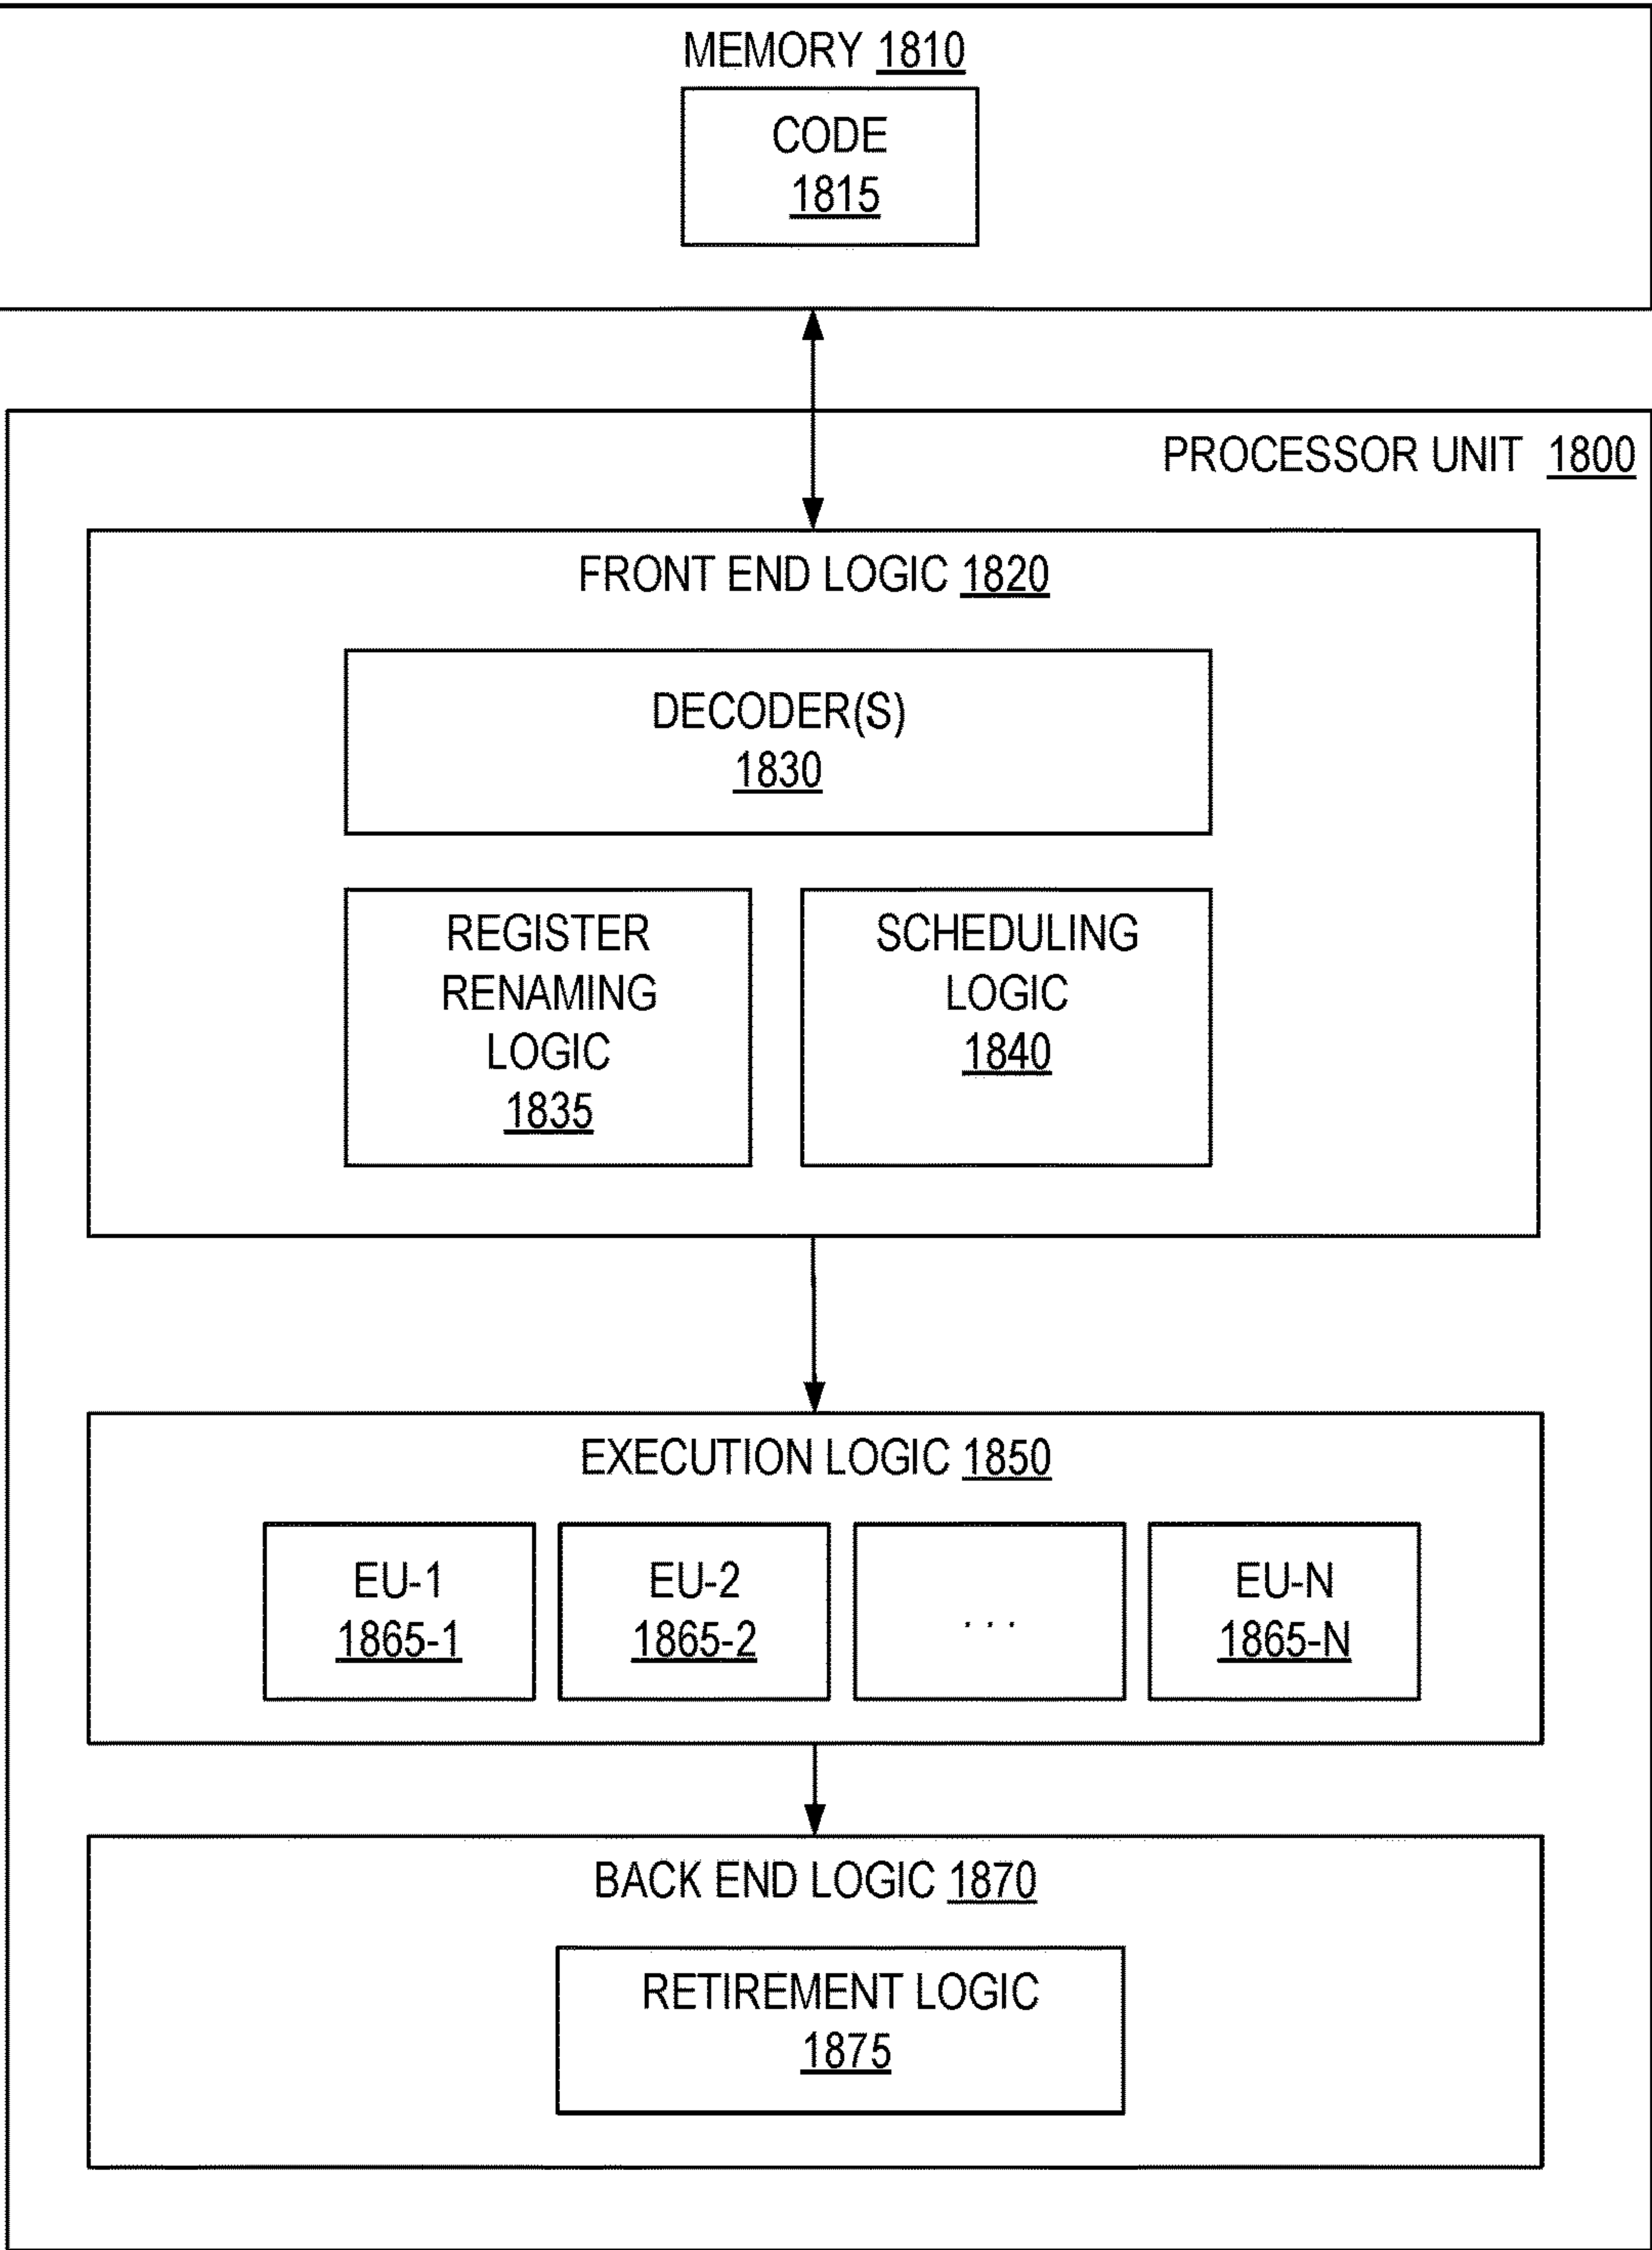 MEMORY 1810
CODE
1815
PROCESSOR UNIT 1800
FRONT END LOGIC 1820
DECODER(S)
1830
REGISTER
RENAMING
LOGIC
1835
SCHEDULING
LOGIC
1840
EXECUTION LOGIC 1850
EU-1
1865-1
EU-2
1865-2
. . .
EU-N
1865-N
BACK END LOGIC 1870
RETIREMENT LOGIC
1875